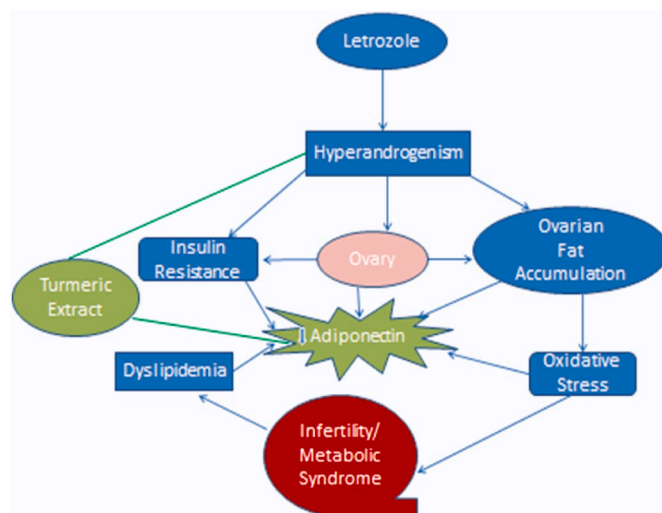 Letrozole
Hyperandrogenism
Insulin
Resistance
Ovary
Ovarian
Fat
Accumulation
Turmeric
Extract
↓Adiponectin
Dyslipidemia
Oxidative
Stress
Infertility/
Metabolic
Syndrome